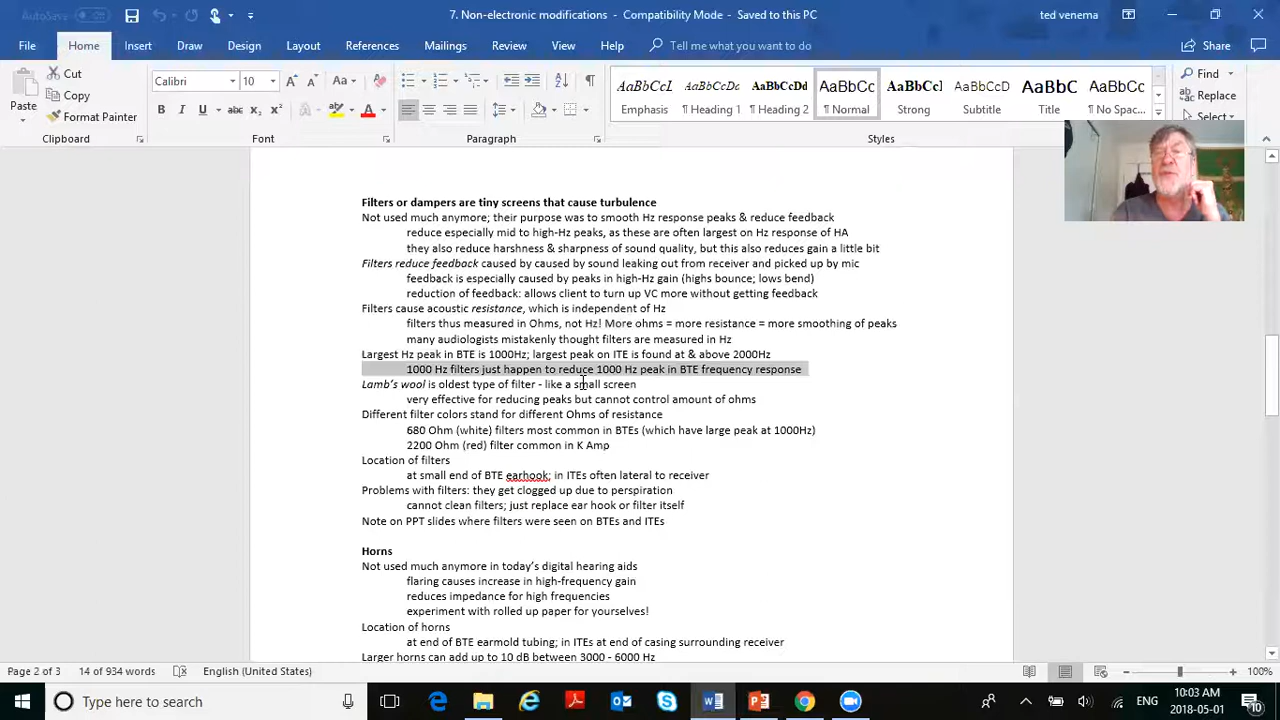 AutoSave
7. Non-electronic modifications - Compatibility Mode - Saved to this PC
ted venema
File Home Insert Draw Design Layout References Mailings Review View Help Tell me what you want to do Share
Paste
Cut
Copy
Format Painter
Clipboard
Calibri 10
Font
Paragraph
AaBbCcL AaBbCcDc AaBbCcDd AaBbCc AaBbCcI AaBbCcD AaBbC AaBbCc
Emphasis ¶ Heading 1 ¶ Heading 2 ¶ Normal Strong Subtitle Title ¶ No Spac...
Styles
Find
Replace
Select
Filters or dampers are tiny screens that cause turbulence
Not used much anymore; their purpose was to smooth Hz response peaks & reduce feedback
reduce especially mid to high-Hz peaks, as these are often largest on Hz response of HA
they also reduce harshness & sharpness of sound quality, but this also reduces gain a little bit
Filters reduce feedback caused by caused by sound leaking out from receiver and picked up by mic
feedback is especially caused by peaks in high-Hz gain (highs bounce; lows bend)
reduction of feedback: allows client to turn up VC more without getting feedback
Filters cause acoustic resistance, which is independent of Hz
filters thus measured in Ohms, not Hz! More ohms = more resistance = more smoothing of peaks
many audiologists mistakenly thought filters are measured in Hz
Largest Hz peak in BTE is 1000Hz; largest peak on ITE is found at & above 2000Hz
1000 Hz filters just happen to reduce 1000 Hz peak in BTE frequency response
Lamb's wool is oldest type of filter - like a small screen
very effective for reducing peaks but cannot control amount of ohms
Different filter colors stand for different Ohms of resistance
680 Ohm (white) filters most common in BTEs (which have large peak at 1000Hz)
2200 Ohm (red) filter common in K Amp
Location of filters
at small end of BTE earhook; in ITEs often lateral to receiver
Problems with filters: they get clogged up due to perspiration
cannot clean filters; just replace ear hook or filter itself
Note on PPT slides where filters were seen on BTEs and ITEs
Horns
Not used much anymore in today's digital hearing aids
flaring causes increase in high-frequency gain
reduces impedance for high frequencies
experiment with rolled up paper for yourselves!
Location of horns
at end of BTE earmold tubing; in ITEs at end of casing surrounding receiver
Larger horns can add up to 10 dB between 3000 - 6000 Hz
Page 2 of 3 14 of 934 words English (United States) 100%
Type here to search
ENG
10:03 AM
2018-05-01
10